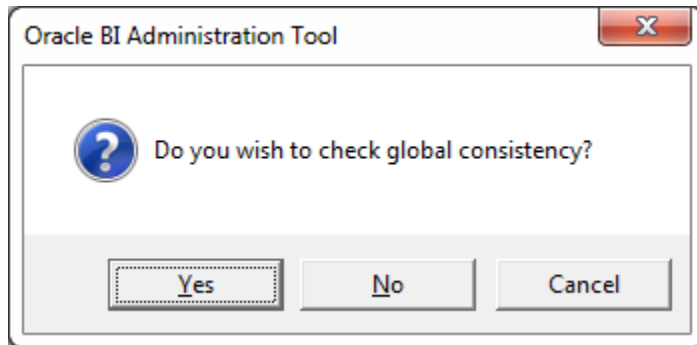 Oracle BI Administration Tool
Do you wish to check global consistency?
Yes No Cancel